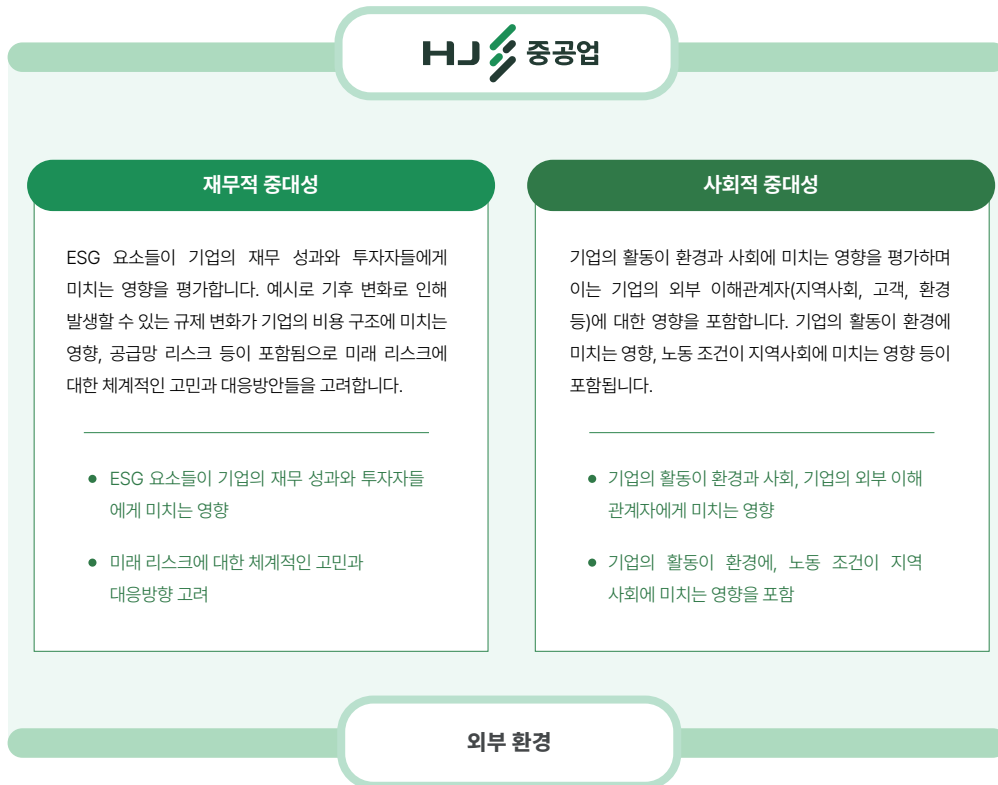 HJ 중공업
재무적 중대성
ESG 요소들이 기업의 재무 성과와 투자자들에게
미치는 영향을 평가합니다. 예시로 기후 변화로 인해
발생할 수 있는 규제 변화가 기업의 비용 구조에 미치는
영향, 공급망 리스크 등이 포함됨으로 미래 리스크에
대한 체계적인 고민과 대응방안들을 고려합니다.
ESG 요소들이 기업의 재무 성과와 투자자들
에게 미치는 영향
미래 리스크에 대한 체계적인 고민과
대응방향 고려
사회적 중대성
기업의 활동이 환경과 사회에 미치는 영향을 평가하며
이는 기업의 외부 이해관계자(지역사회, 고객, 환경
등)에 대한 영향을 포함합니다. 기업의 활동이 환경에
미치는 영향, 노동 조건이 지역사회에 미치는 영향 등이
포함됩니다.
기업의 활동이 환경과 사회, 기업의 외부 이해
관계자에게 미치는 영향
기업의 활동이 환경에, 노동 조건이 지역
사회에 미치는 영향을 포함
외부 환경